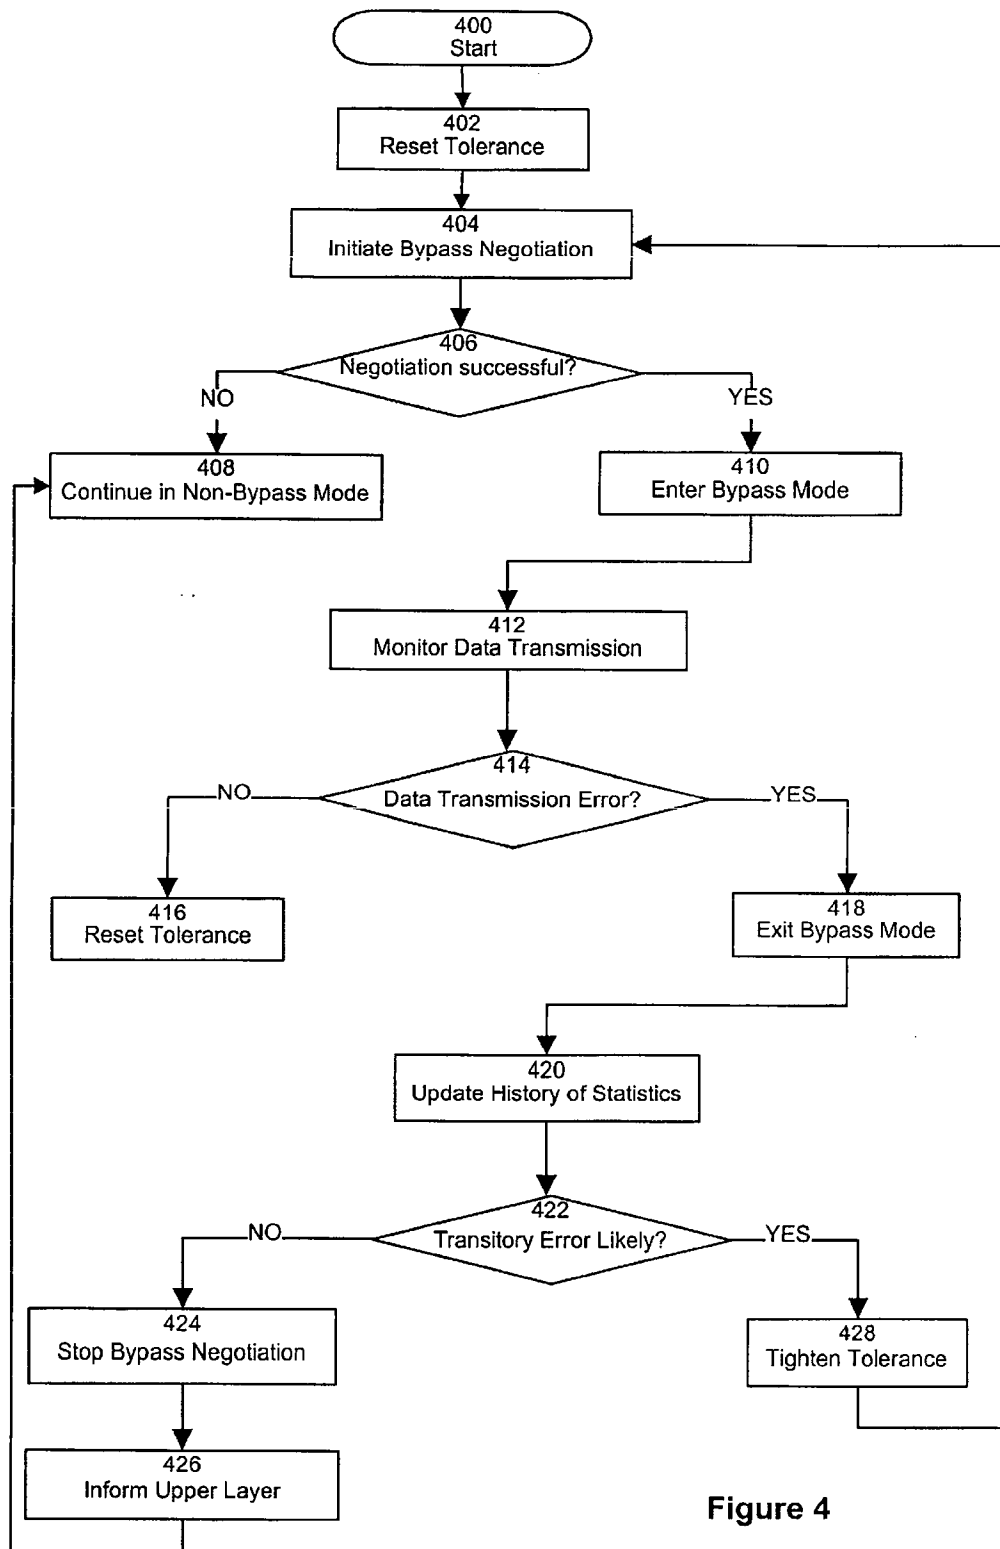 400
Start
402
Reset Tolerance
404
Initiate Bypass Negotiation
406
Negotiation successful?
NO
YES
408
Continue in Non-Bypass Mode
410
Enter Bypass Mode
412
Monitor Data Transmission
414
Data Transmission Error?
NO
YES
416
Reset Tolerance
418
Exit Bypass Mode
420
Update History of Statistics
422
Transitory Error Likely?
NO
YES
424
Stop Bypass Negotiation
428
Tighten Tolerance
426
Inform Upper Layer
Figure 4